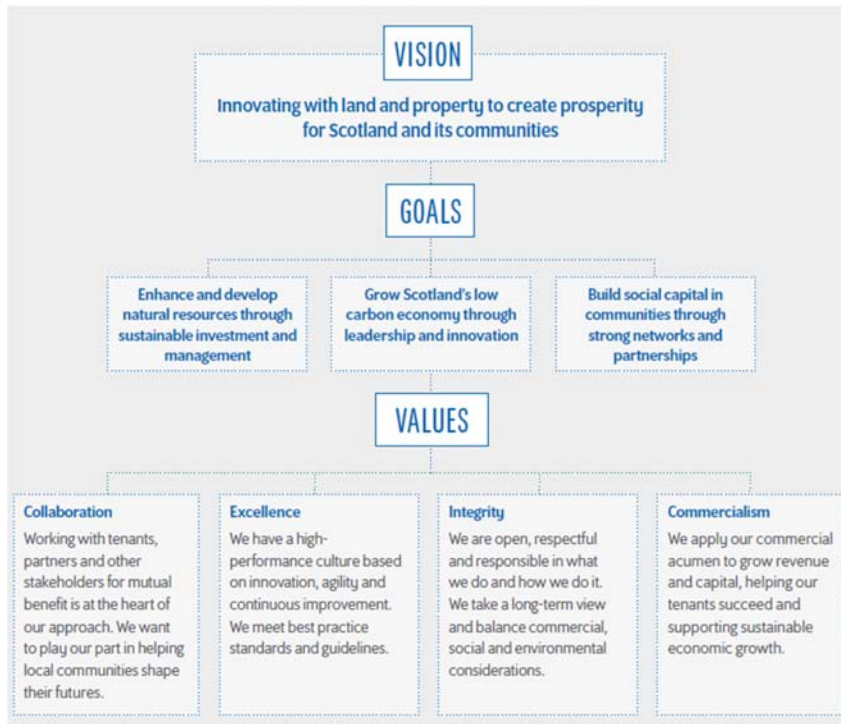 VISION
Innovating with land and property to create prosperity
for Scotland and its communities
GOALS
Enhance and develop
natural resources through
sustainable investment and
management
Grow Scotland's low
carbon economy through
leadership and innovation
Build social capital in
communities through
strong networks and
partnerships
VALUES
Collaboration
Working with tenants,
partners and other
stakeholders for mutual
benefit is at the heart of
our approach. We want
to play our part in helping
local communities shape
their futures.
Excellence
We have a high-
performance culture based
on innovation, agility and
continuous improvement.
We meet best practice
standards and guidelines.
Integrity
We are open, respectful
and responsible in what
we do and how we do it.
We take a long-term view
and balance commercial,
social and environmental
considerations.
Commercialism
We apply our commercial
acumen to grow revenue
and capital, helping our
tenants succeed and
supporting sustainable
economic growth.